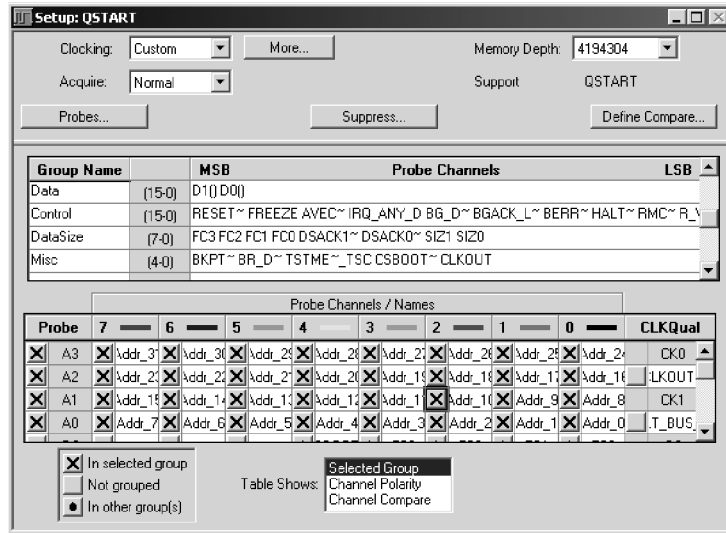 Setup: QSTART
Clocking: Custom More... Memory Depth: 4194304
Acquire: Normal Support QSTART
Probes... Suppress... Define Compare...
Group Name MSB Probe Channels LSB
Data (15-0) D1() D0()
Control (15-0) RESET~ FREEZE AVEC~ IRQ_ANY_D BG_D~ BGACK_L~ BERR~ HALT~ RMC~ R_
DataSize (7-0) FC3 FC2 FC1 FC0 DSACK1~ DSACK0~ SIZ1 SIZ0
Misc (4-0) BKPT~ BR_D~ TSTME~_TSC CSBOOT~ CLKOUT
Probe Channels / Names
Probe 7 6 5 4 3 2 1 0 CLKQual
A3 CK0
A2 LKOUT
A1 Addr_9 Addr_8 CK1
A0 Addr_7 Addr_6 Addr_5 Addr_4 Addr_3 Addr_2 Addr_1 Addr_0 .T_BUS_
In selected group
Not grouped
In other group(s)
Table Shows: Selected Group
Channel Polarity
Channel Compare